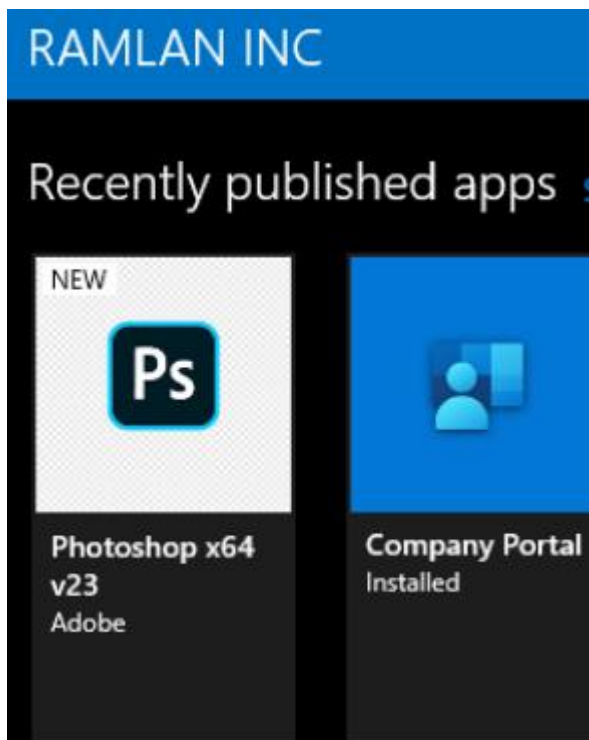 RAMLAN INC
Recently published apps
NEW
Ps
Photoshop x64
v23
Adobe
Company Portal
Installed